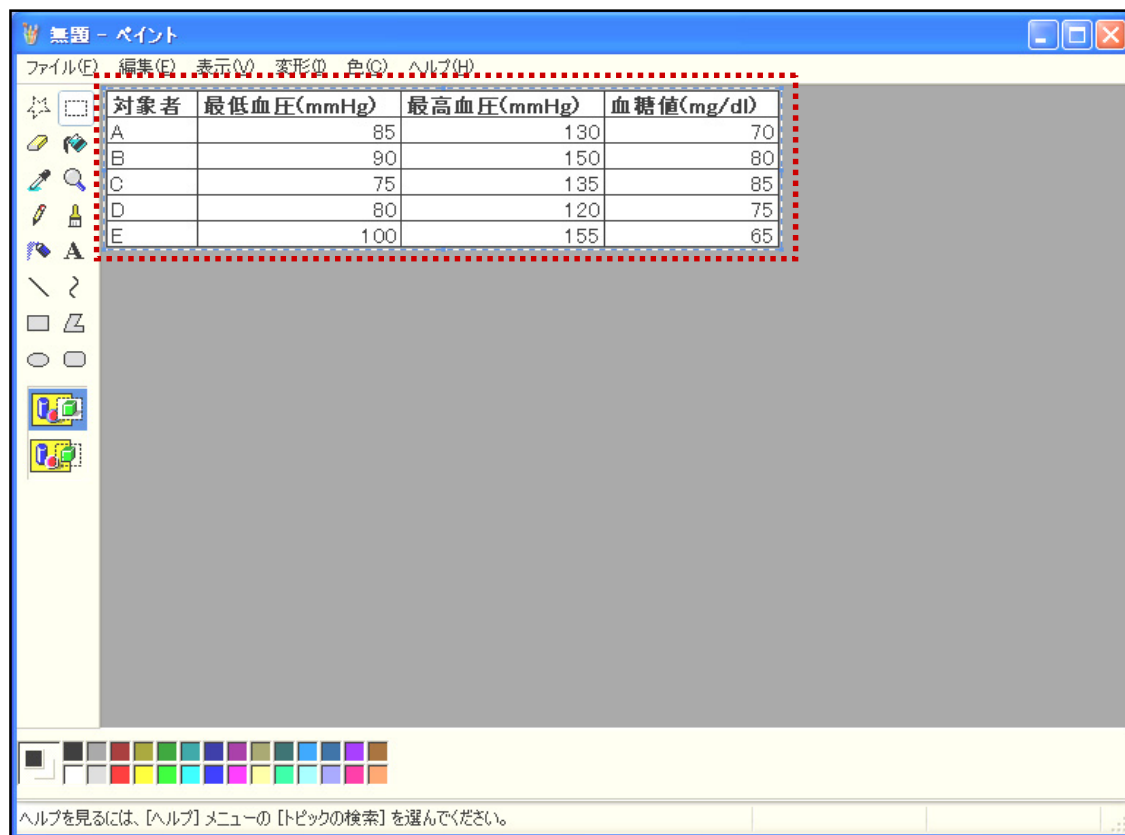 無題 - ペイント
ファイル(F) 編集(E) 表示(V) 変形(I) 色(C) ヘルプ(H)
対象者 最低血圧(mmHg) 最高血圧(mmHg) 血糖値(mg/dl)
A 85 130 70
B 90 150 80
C 75 135 85
D 80 120 75
E 100 155 65
A
ヘルプを見るには、[ヘルプ] メニューの [トピックの検索] を選んでください。